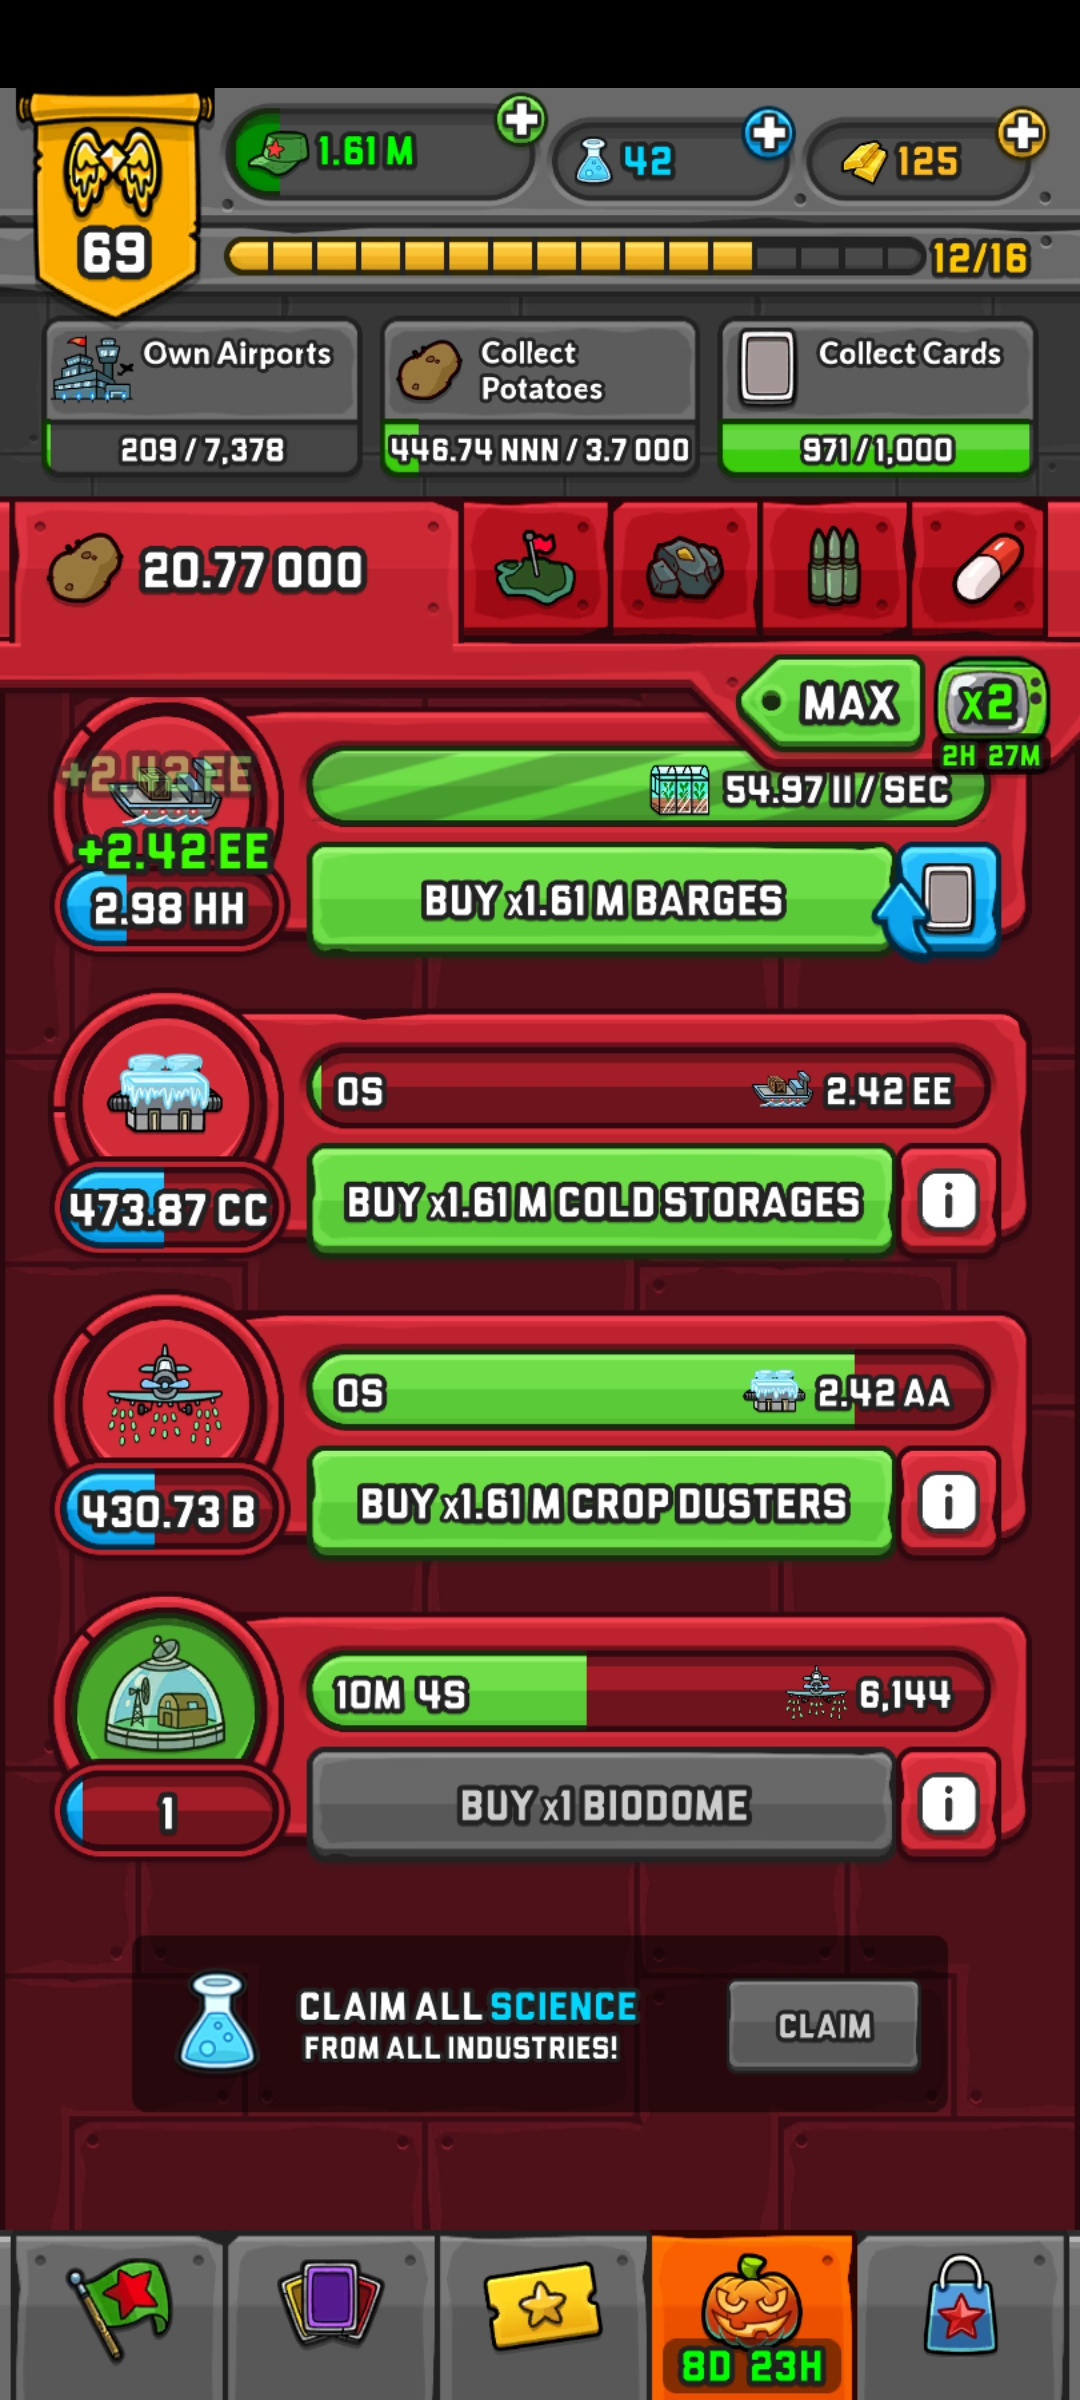 69
1.61 M
42
125
12/16
Own Airports
209 / 7,378
Collect
Potatoes
446.74 NNN / 3.7 OOO
Collect Cards
971 / 1,000
20.77 OOO
MAX
x2
2H 27M
+2.42 EE
+2.42 EE
2.98 HH
54.97 II / SEC
BUY x1.61 M BARGES
473.87 CC
0S
2.42 EE
BUY x1.61 M COLD STORAGES
430.73 B
0S
2.42 AA
BUY x1.61 M CROP DUSTERS
1
10M 4S
6,144
BUY x1 BIODOME
CLAIM ALL SCIENCE
FROM ALL INDUSTRIES!
CLAIM
8D 23H